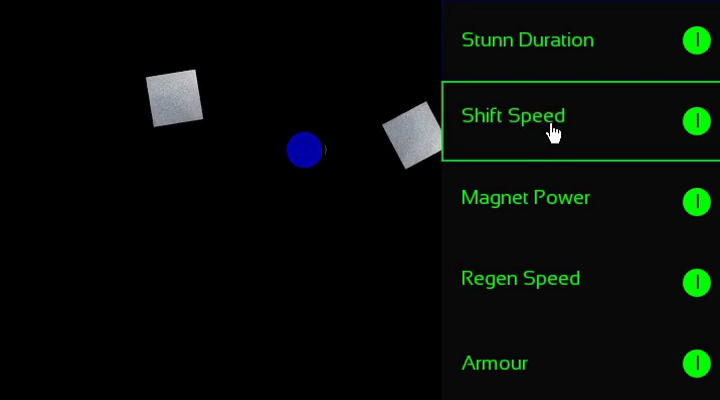 Stunn Duration
Shift Speed
Magnet Power
Regen Speed
Armour